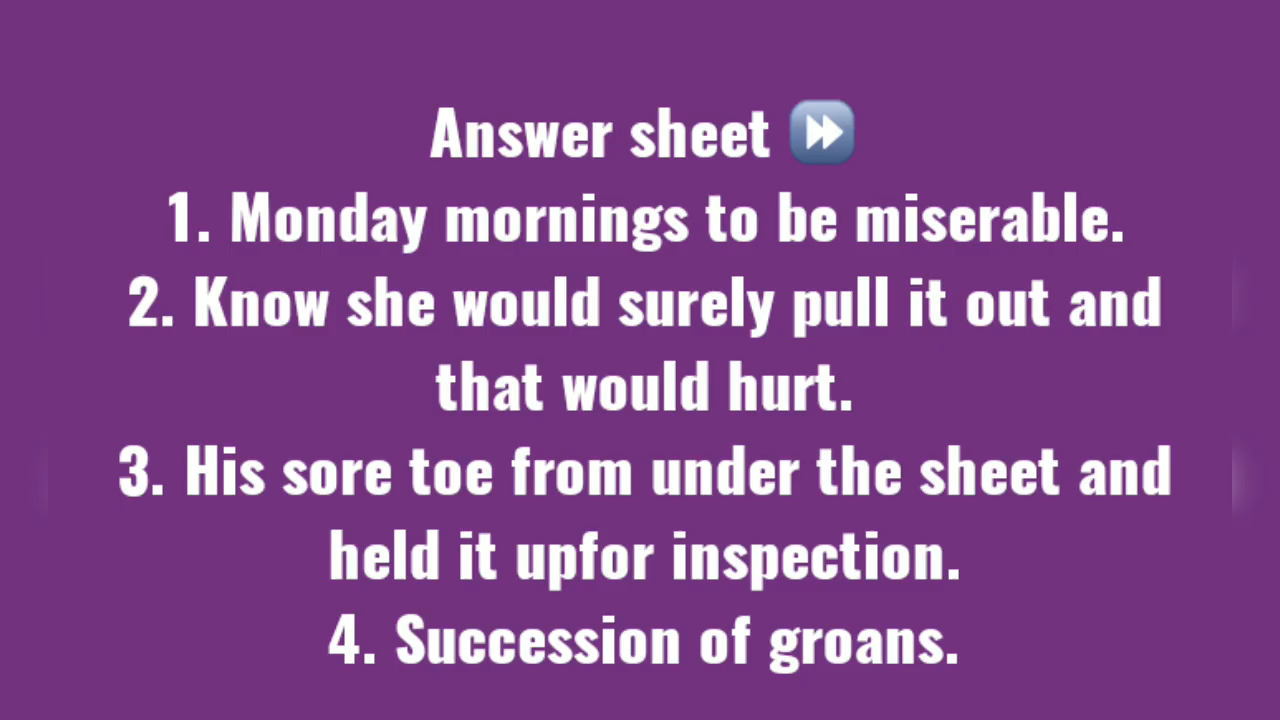 Answer sheet ⏩
1. Monday mornings to be miserable.
2. Know she would surely pull it out and
that would hurt.
3. His sore toe from under the sheet and
held it upfor inspection.
4. Succession of groans.